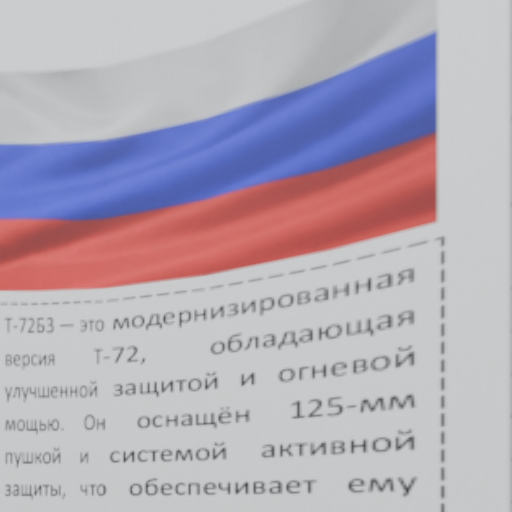 Т-72Б3 — это модернизированная
версия Т-72, обладающая
улучшенной защитой и огневой
мощью. Он оснащён 125-мм
пушкой и системой активной
защиты, что обеспечивает ему